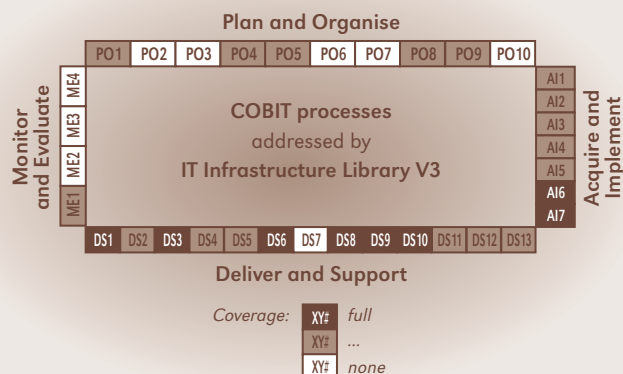 Plan and Organise
PO1 PO2 PO3 PO4 PO5 PO6 PO7 PO8 PO9 PO10
Monitor
and Evaluate
ME4
ME3
ME2
ME1
COBIT processes
addressed by
IT Infrastructure Library V3
AI1
AI2
AI3
AI4
AI5
AI6
AI7
Acquire and
Implement
DS1 DS2 DS3 DS4 DS5 DS6 DS7 DS8 DS9 DS10 DS11 DS12 DS13
Deliver and Support
Coverage: XY# full
XY# ...
XY# none